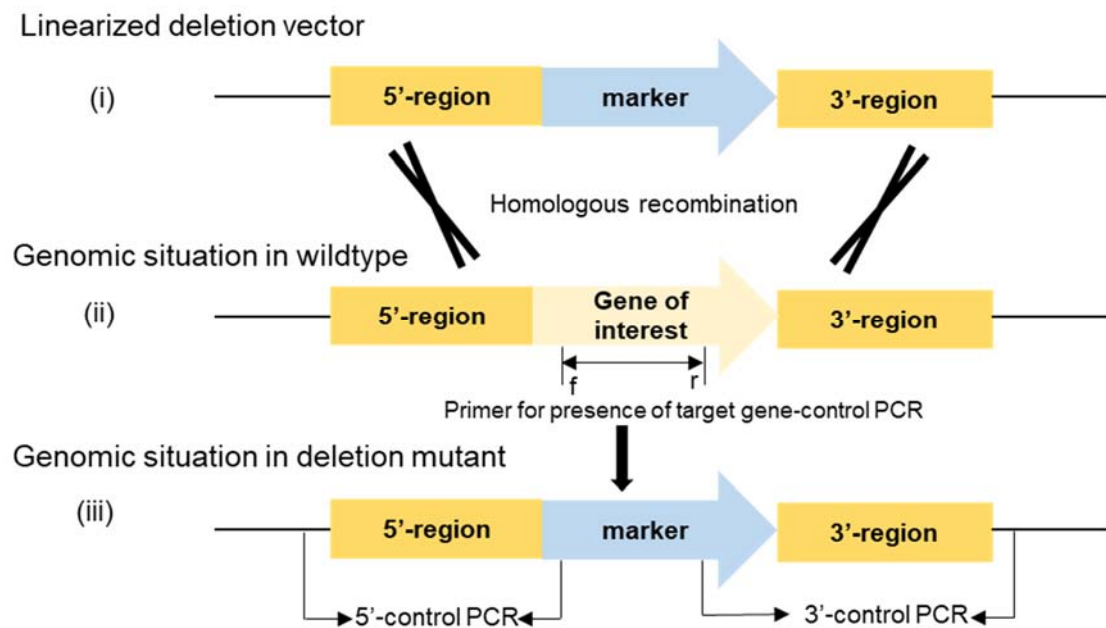 Linearized deletion vector
(i)
5’-region
marker
3’-region
Homologous recombination
Genomic situation in wildtype
(ii)
5’-region
Gene of
interest
3’-region
f
r
Primer for presence of target gene-control PCR
Genomic situation in deletion mutant
(iii)
5’-region
marker
3’-region
5’-control PCR
3’-control PCR